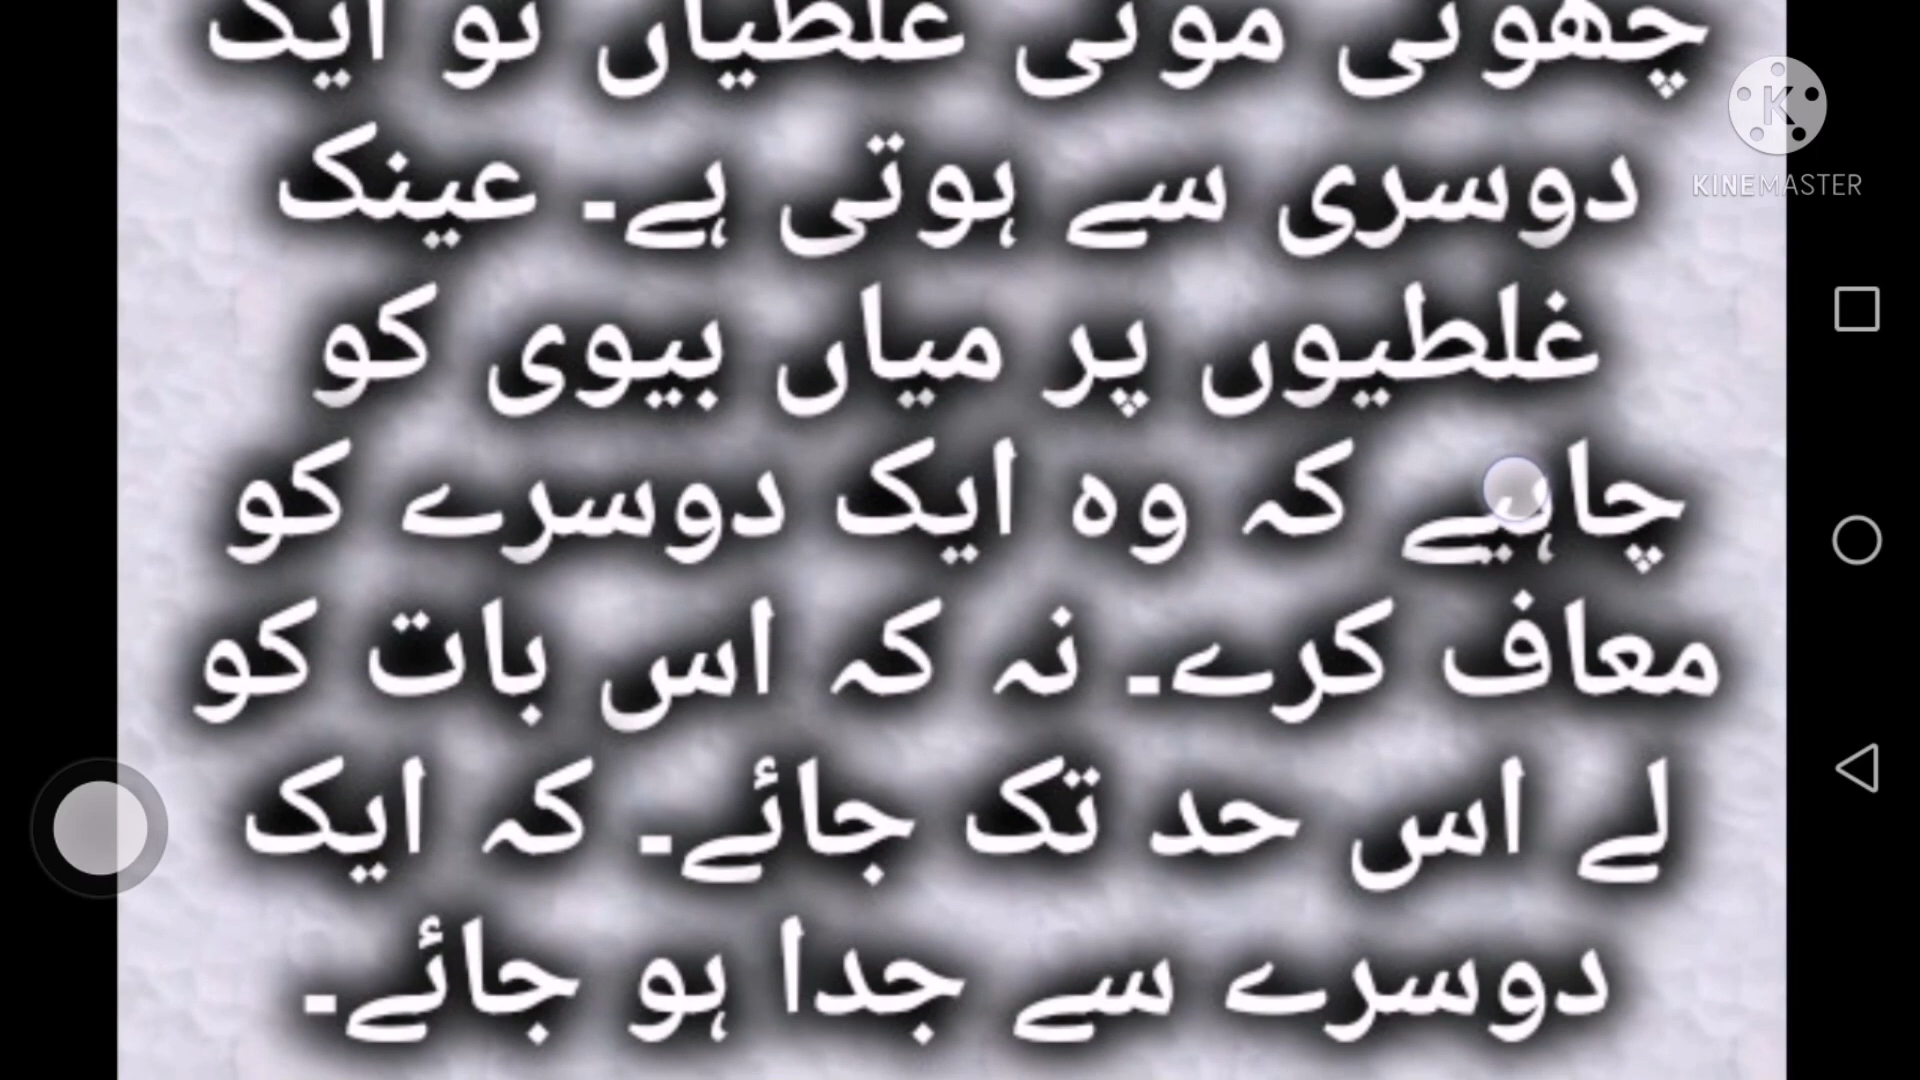 چھوٹی موٹی غلطیاں تو ایک
دوسری سے ہوتی ہے۔ عینک
غلطیوں پر میاں بیوی کو
چاہیے کہ وہ ایک دوسرے کو
معاف کرے۔ نہ کہ اس بات کو
لے اس حد تک جائے۔ کہ ایک
دوسرے سے جدا ہو جائے۔
KINEMASTER